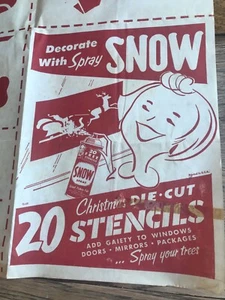 Decorate
With Spray SNOW
20
SNOW
Christmas DIE-CUT
20 STENCILS
ADD GAIETY TO WINDOWS
DOORS • MIRRORS • PACKAGES
... Spray your trees